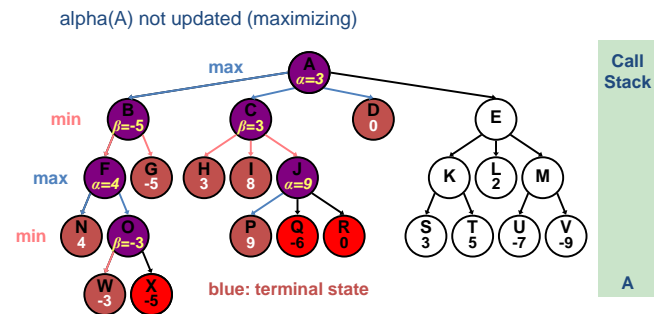 alpha(A) not updated (maximizing)
max
A
α=3
Call
Stack
min
B
β=-5
C
β=3
D
0
E
max
F
α=4
G
-5
H
3
I
8
J
α=9
K
L
2
M
min
N
4
O
β=-3
P
9
Q
-6
R
0
S
3
T
5
U
-7
V
-9
W
-3
X
-5
blue: terminal state
A